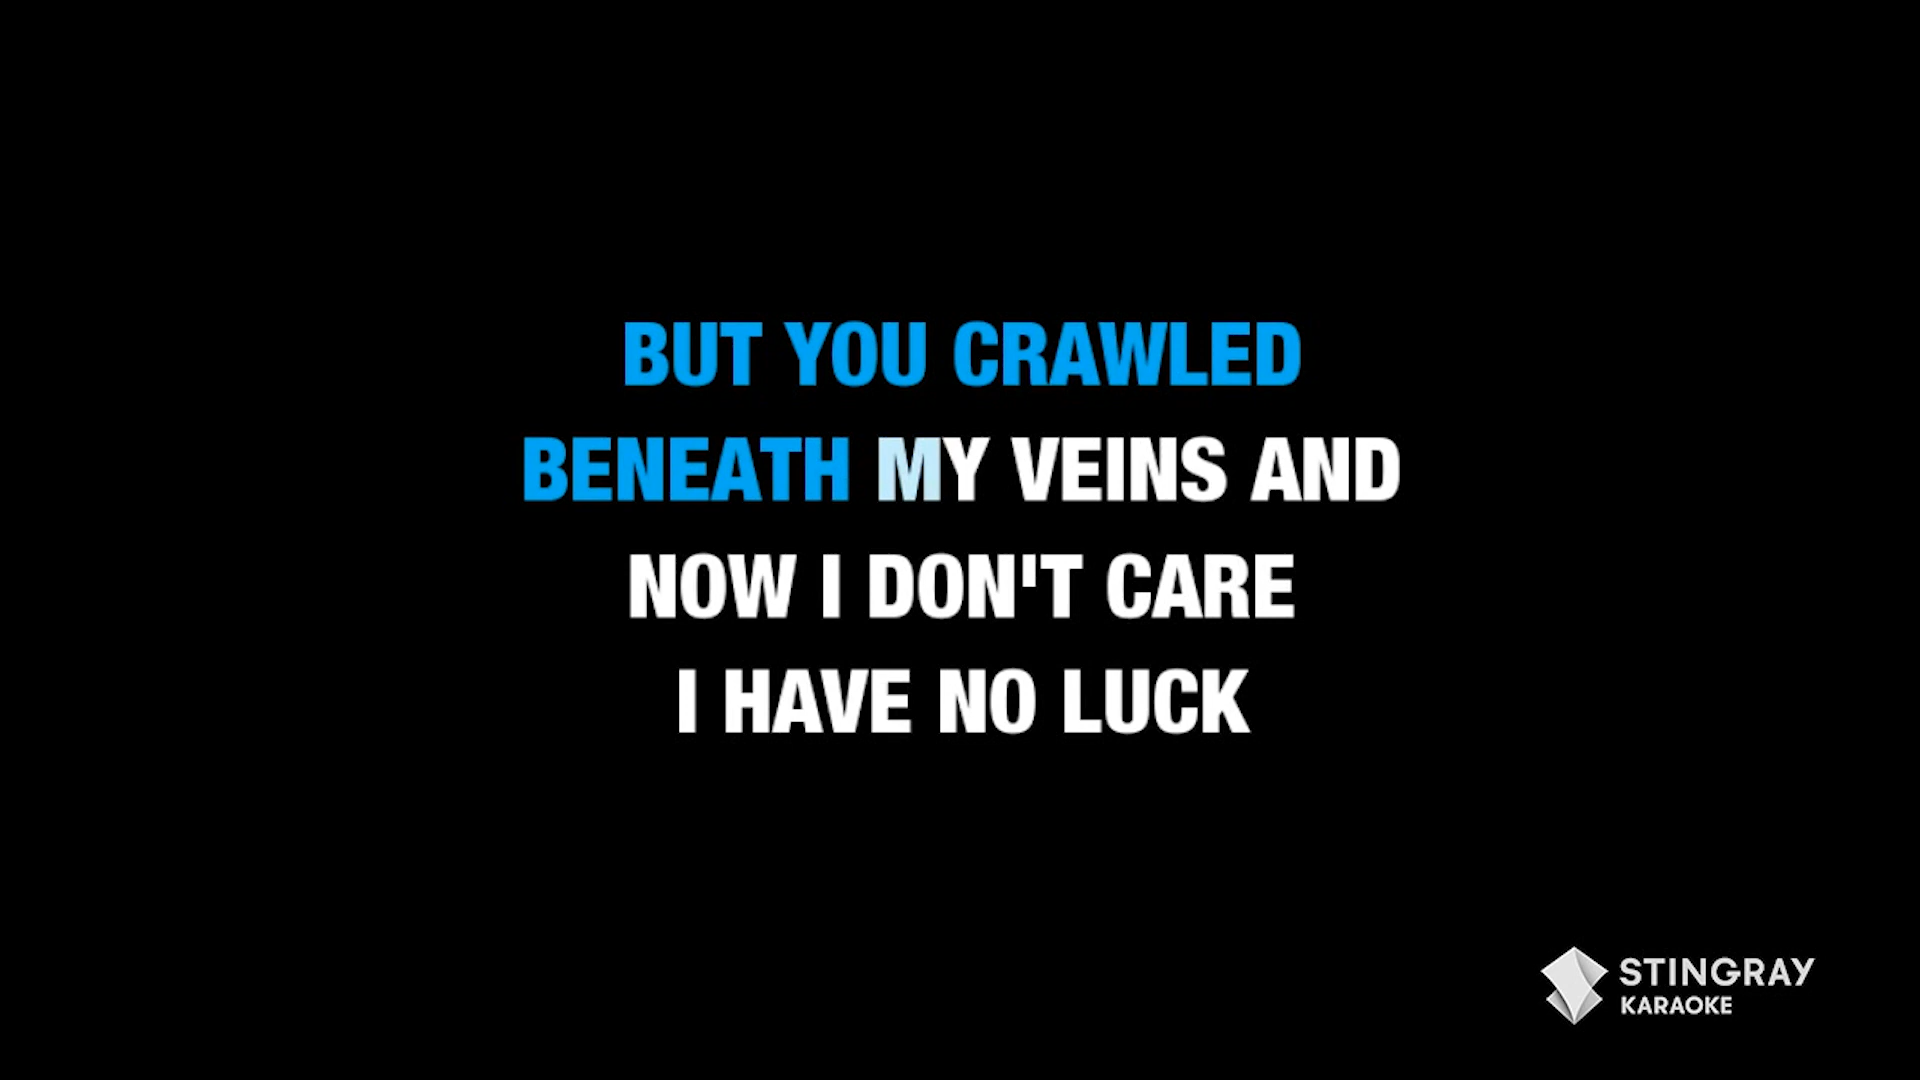 BUT YOU CRAWLED
BENEATH MY VEINS AND
NOW I DON'T CARE
I HAVE NO LUCK
STINGRAY
KARAOKE